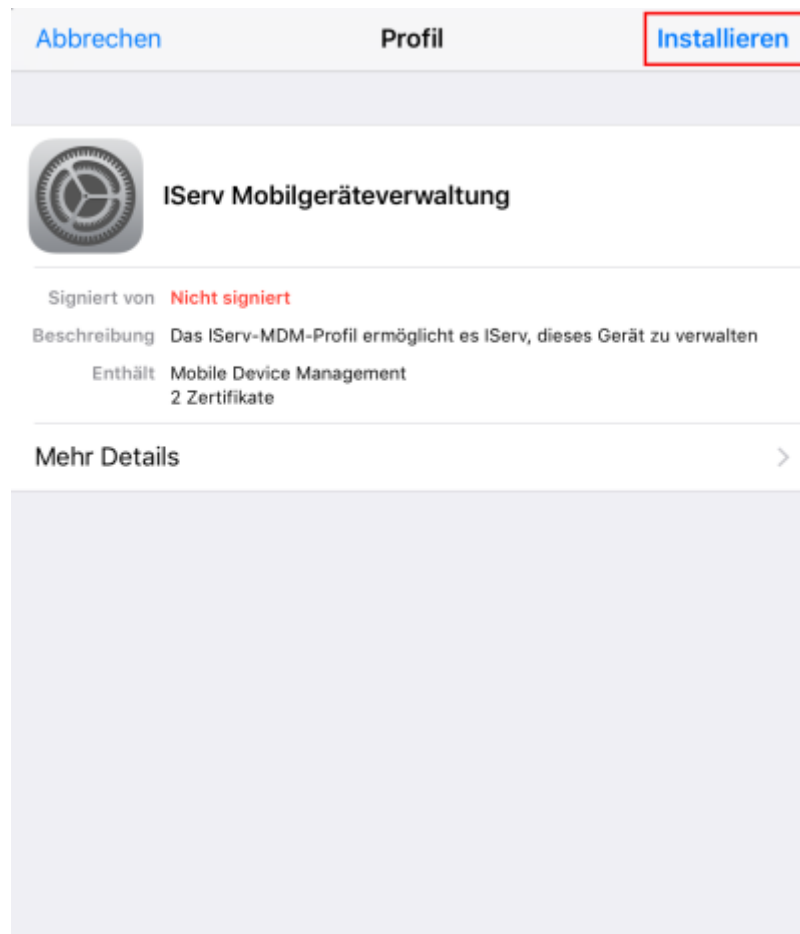 Abbrechen Profil Installieren
IServ Mobilgeräteverwaltung
Signiert von Nicht signiert
Beschreibung Das IServ-MDM-Profil ermöglicht es IServ, dieses Gerät zu verwalten
Enthält Mobile Device Management
2 Zertifikate
Mehr Details